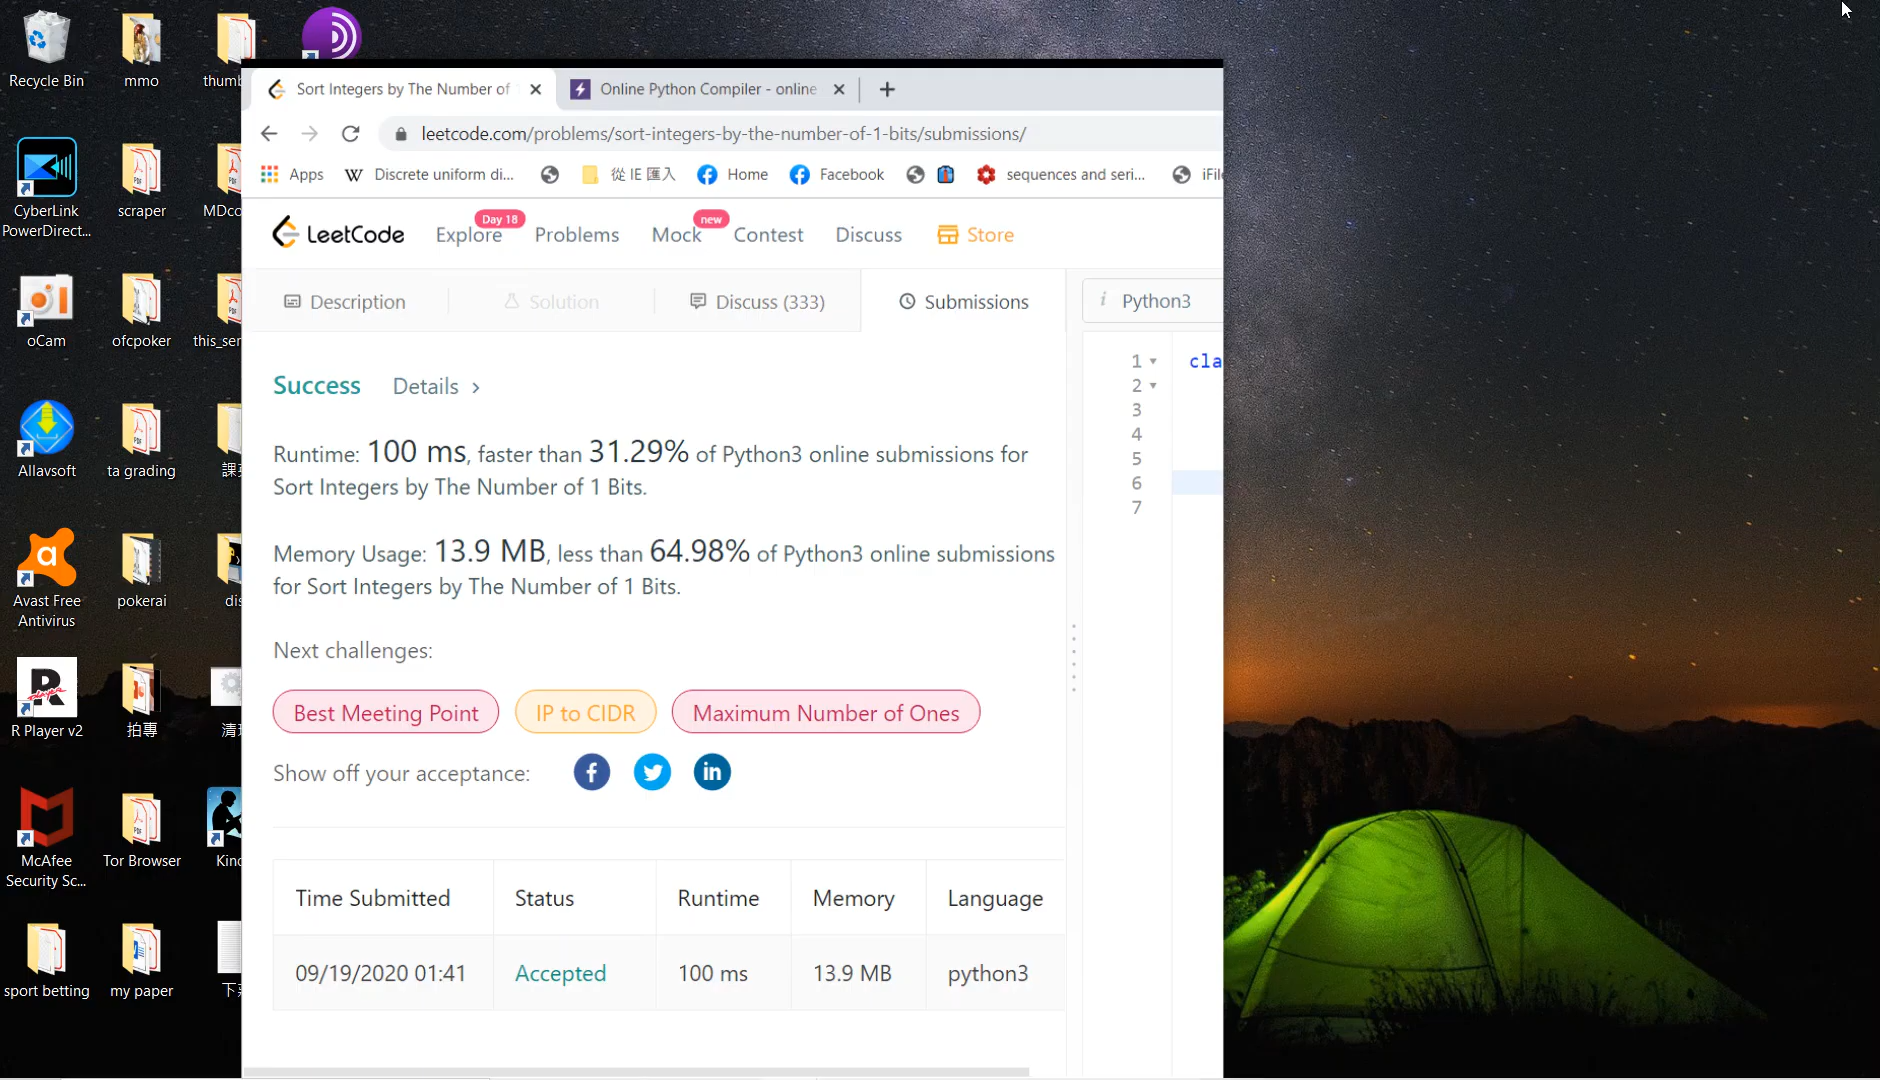 Recycle Bin
mmo
CyberLink
PowerDirect...
scraper
oCam
ofcpoker
Allavsoft
ta grading
Avast Free
Antivirus
pokerai
R Player v2
拍專
McAfee
Security Sc...
Tor Browser
sport betting
my paper
Sort Integers by The Number of
Online Python Compiler - online
leetcode.com/problems/sort-integers-by-the-number-of-1-bits/submissions/
Apps
W Discrete uniform di...
從 IE 匯入
Home
Facebook
sequences and seri...
LeetCode
Explore
Day 18
Problems
Mock
new
Contest
Discuss
Store
Description
Solution
Discuss (333)
Submissions
i Python3
Success
Details >
Runtime: 100 ms, faster than 31.29% of Python3 online submissions for
Sort Integers by The Number of 1 Bits.
Memory Usage: 13.9 MB, less than 64.98% of Python3 online submissions
for Sort Integers by The Number of 1 Bits.
Next challenges:
Best Meeting Point
IP to CIDR
Maximum Number of Ones
Show off your acceptance:
Time Submitted Status Runtime Memory Language
09/19/2020 01:41 Accepted 100 ms 13.9 MB python3
1 cla
2
3
4
5
6
7